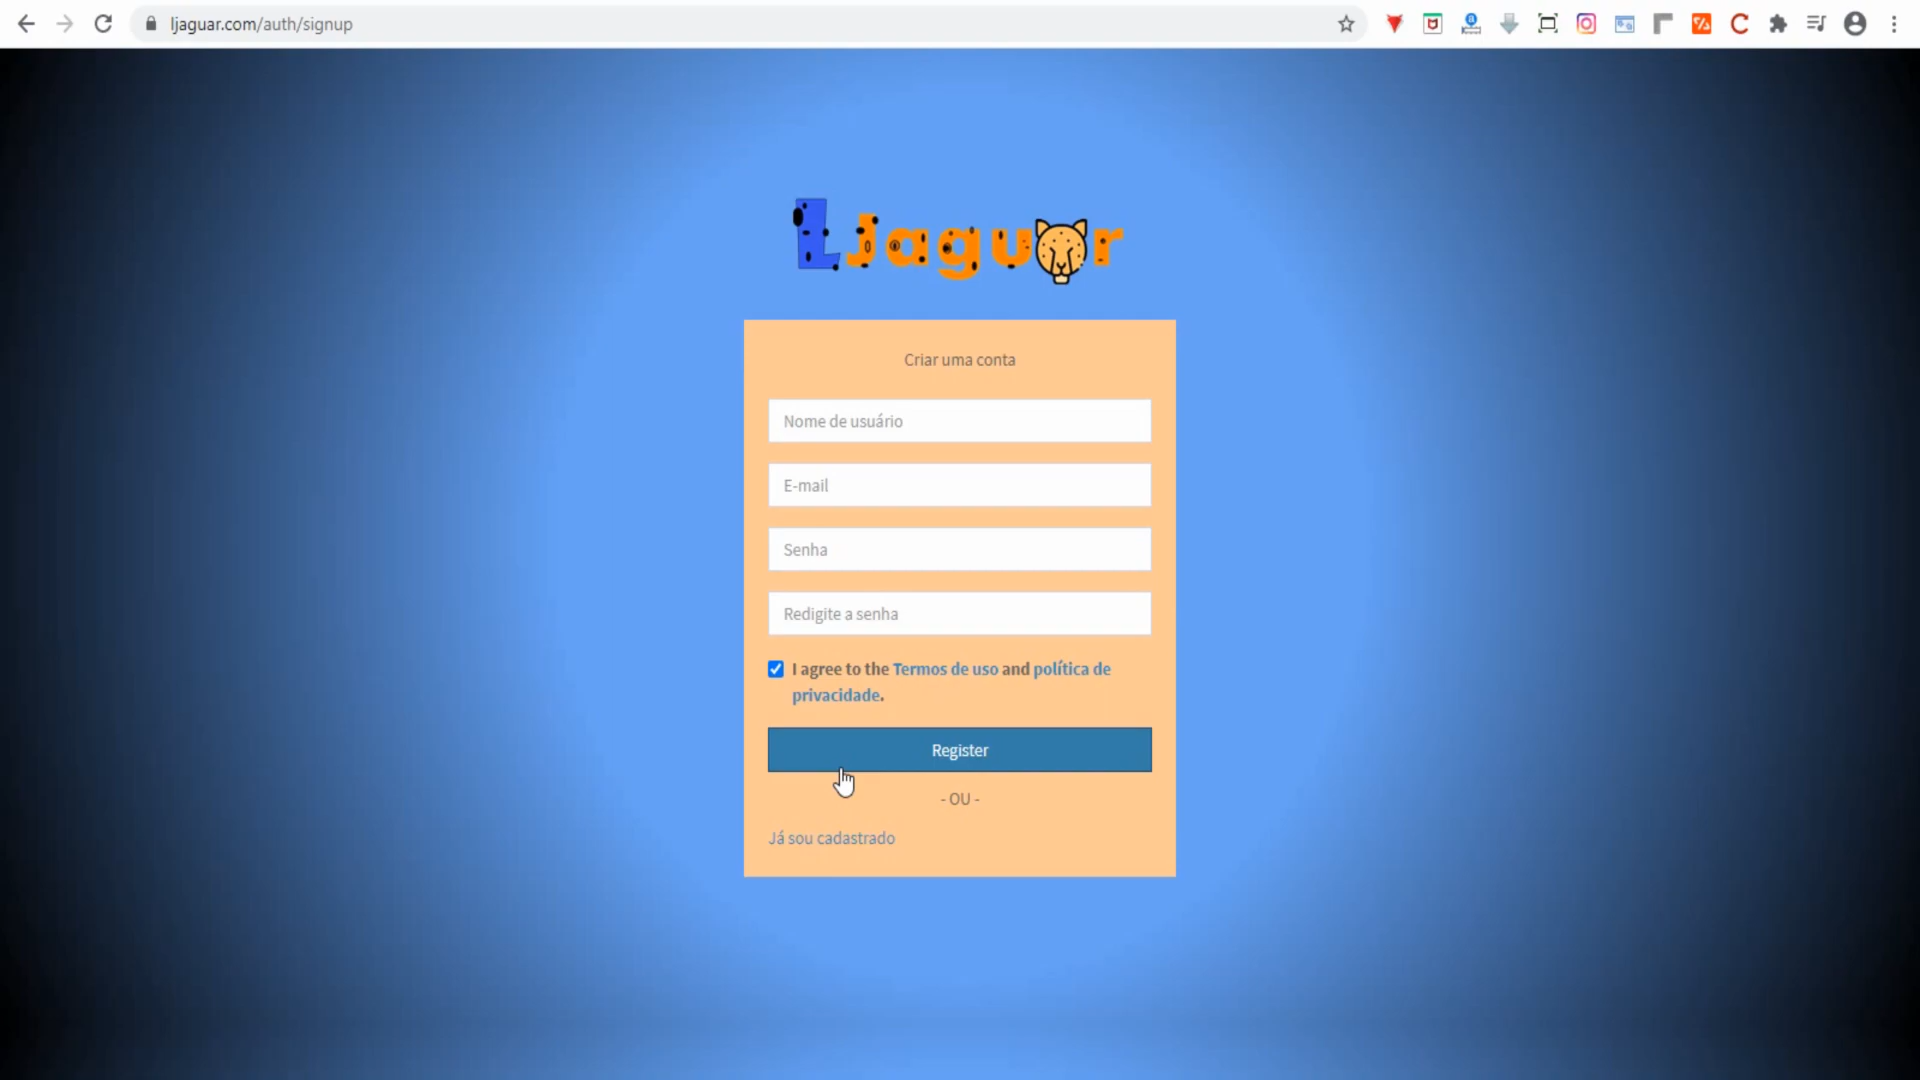 ljaguar.com/auth/signup
Ljaguar
Criar uma conta
Nome de usuário
E-mail
Senha
Redigite a senha
I agree to the Termos de uso and política de
privacidade.
Register
- OU -
Já sou cadastrado